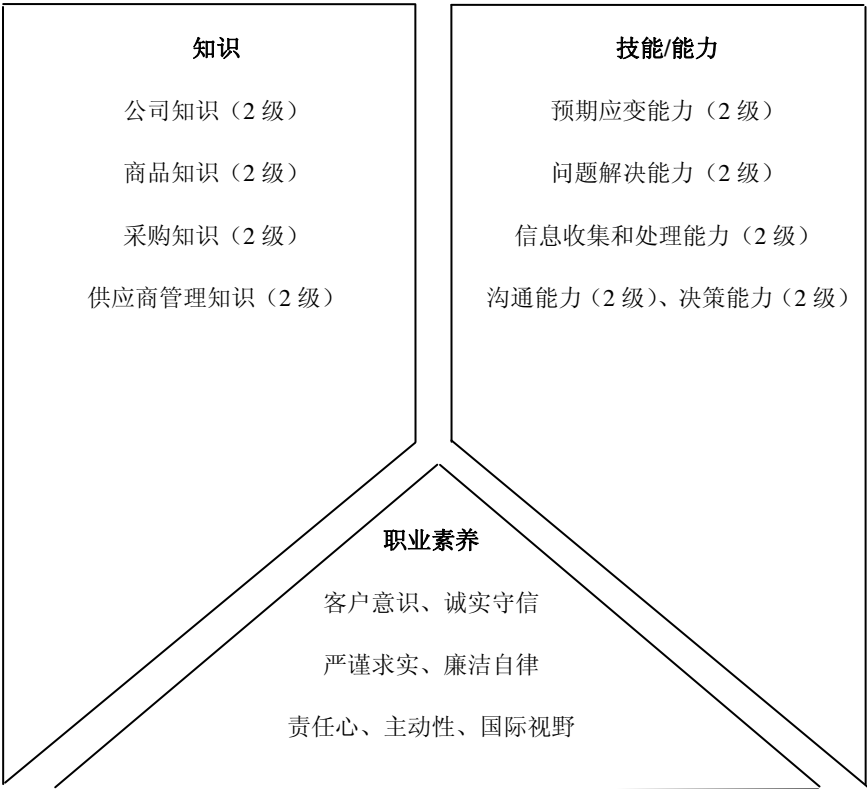 知识
公司知识（2 级）
商品知识（2 级）
采购知识（2 级）
供应商管理知识（2 级）
技能/能力
预期应变能力（2 级）
问题解决能力（2 级）
信息收集和处理能力（2 级）
沟通能力（2 级）、决策能力（2 级）
职业素养
客户意识、诚实守信
严谨求实、廉洁自律
责任心、主动性、国际视野